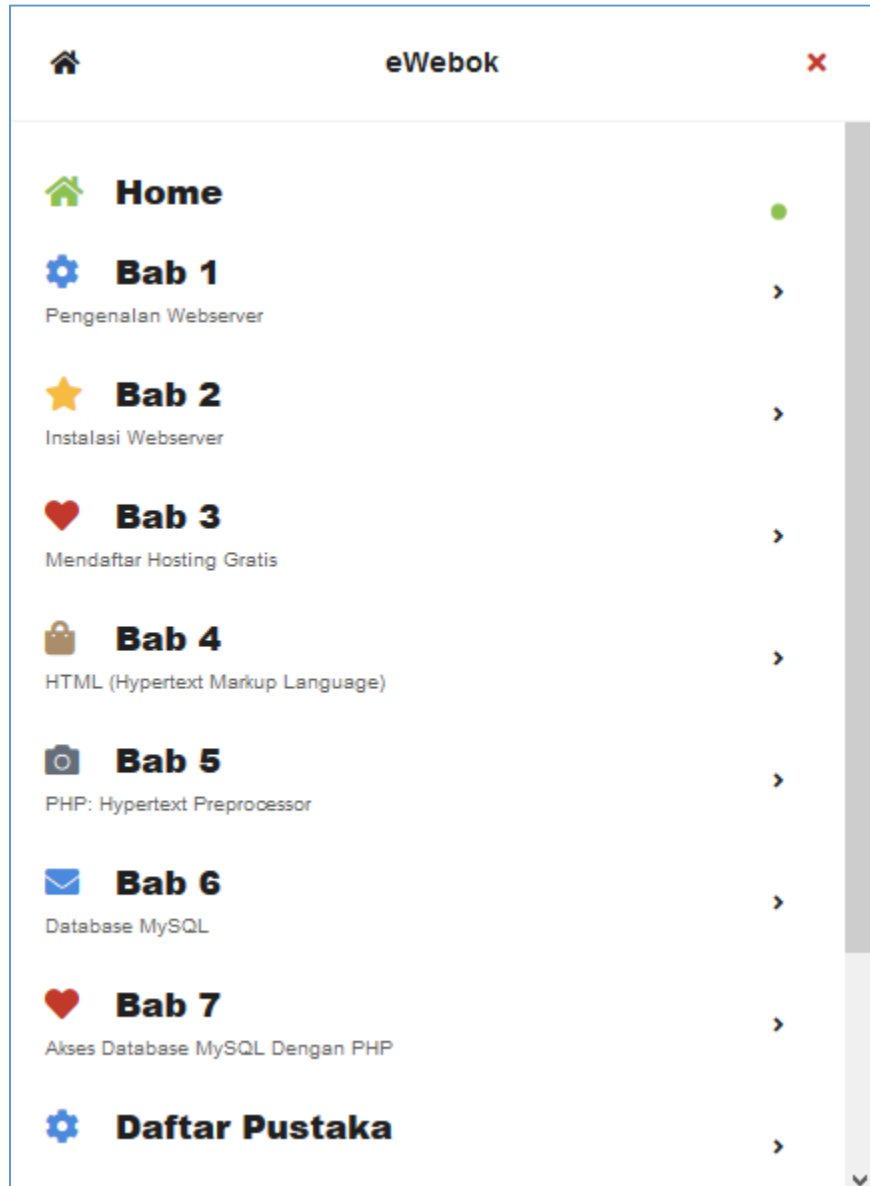 eWebok
Home
Bab 1
Pengenalan Webserver
Bab 2
Instalasi Webserver
Bab 3
Mendaftar Hosting Gratis
Bab 4
HTML (Hypertext Markup Language)
Bab 5
PHP: Hypertext Preprocessor
Bab 6
Database MySQL
Bab 7
Akses Database MySQL Dengan PHP
Daftar Pustaka